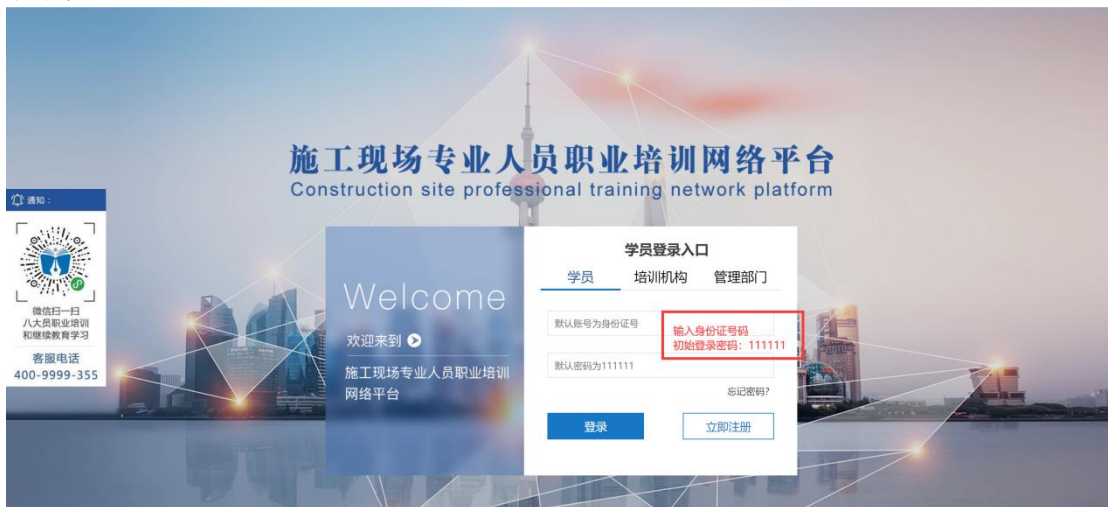 施工现场专业人员职业培训网络平台
Construction site professional training network platform
通知：
微信扫一扫
八大员职业培训
和继续教育学习
客服电话
400-9999-355
Welcome
欢迎来到
施工现场专业人员职业培训
网络平台
学员登录入口
学员 培训机构 管理部门
默认账号为身份证号
输入身份证号码
初始登录密码：111111
默认密码为111111
忘记密码?
登录 立即注册